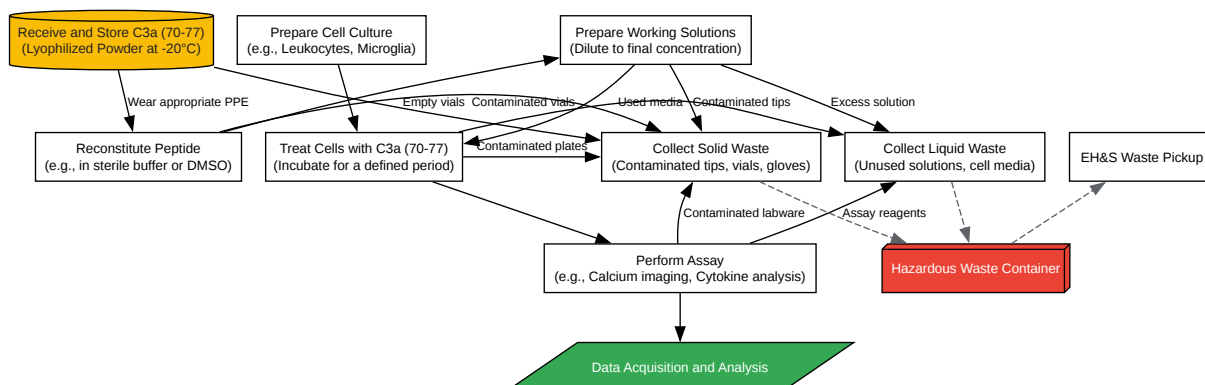 Receive and Store C3a (70-77)
(Lyophilized Powder at -20°C)
Prepare Cell Culture
(e.g., Leukocytes, Microglia)
Prepare Working Solutions
(Dilute to final concentration)
Wear appropriate PPE
Empty vials
Contaminated vials
Used media
Contaminated tips
Excess solution
Reconstitute Peptide
(e.g., in sterile buffer or DMSO)
Treat Cells with C3a (70-77)
(Incubate for a defined period)
Contaminated plates
Collect Solid Waste
(Contaminated tips, vials, gloves)
Collect Liquid Waste
(Unused solutions, cell media)
EH&S Waste Pickup
Contaminated labware
Assay reagents
Perform Assay
(e.g., Calcium imaging, Cytokine analysis)
Hazardous Waste Container
Data Acquisition and Analysis